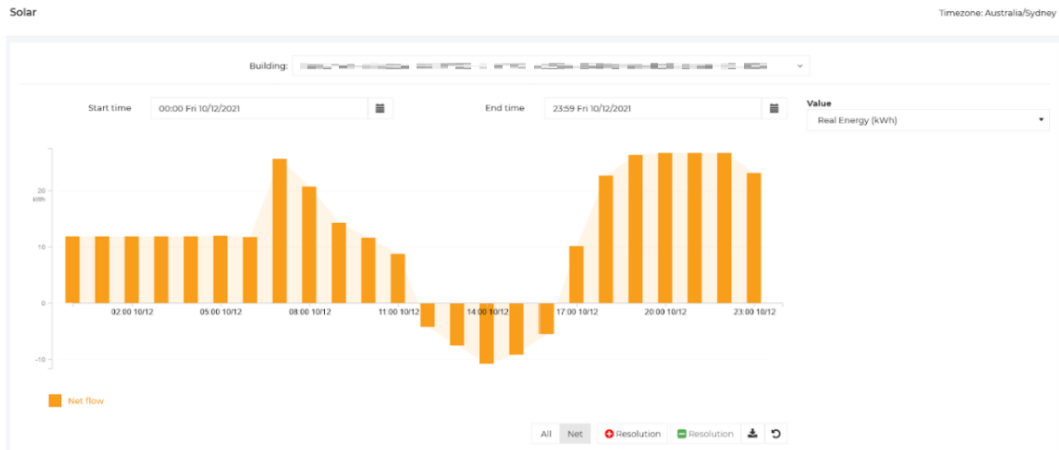 Solar
Timezone: Australia/Sydney
Building:
Start time 00:00 Fri 10/12/2021 End time 23:59 Fri 10/12/2021
Value
Real Energy (kWh)
20
kWh
10
0
-10
02:00 10/12 05:00 10/12 08:00 10/12 11:00 10/12 14:00 10/12 17:00 10/12 20:00 10/12 23:00 10/12
Net flow
All Net Resolution Resolution